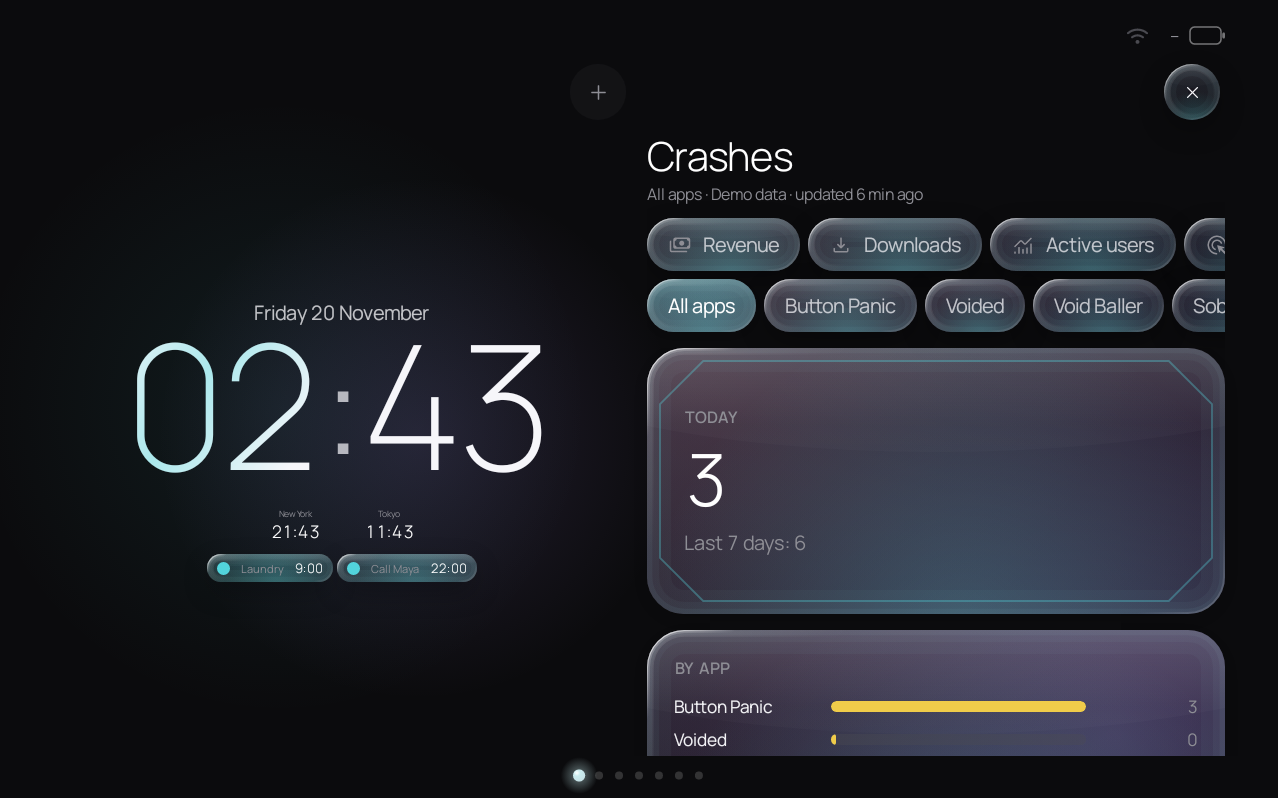 Crashes
All apps · Demo data · updated 6 min ago
Revenue
Downloads
Active users
All apps
Button Panic
Voided
Void Baller
Sob
Friday 20 November
02:43
New York
21:43
Tokyo
11:43
Laundry 9:00
Call Maya 22:00
TODAY
3
Last 7 days: 6
BY APP
Button Panic 3
Voided 0